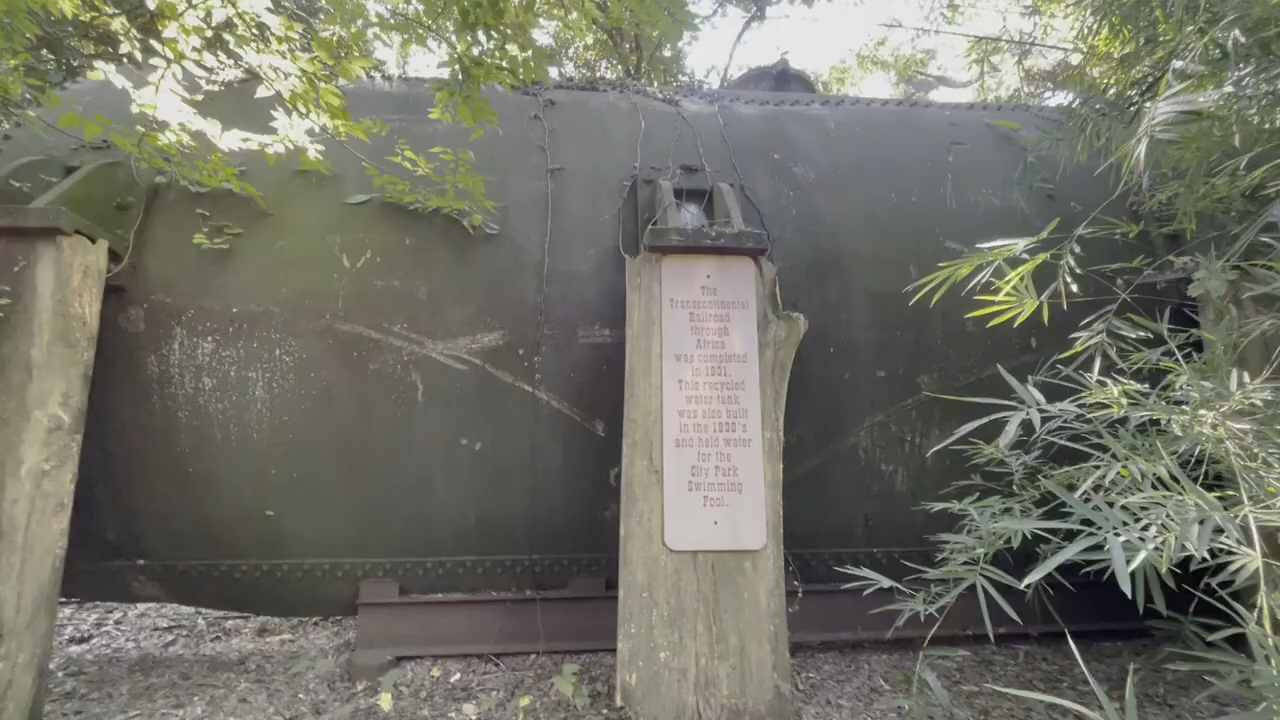 The
Transcontinental
Railroad
through
Africa
was completed
in 1931.
This recycled
water tank
was also built
in the 1930's
and held water
for the
City Park
Swimming
Pool.